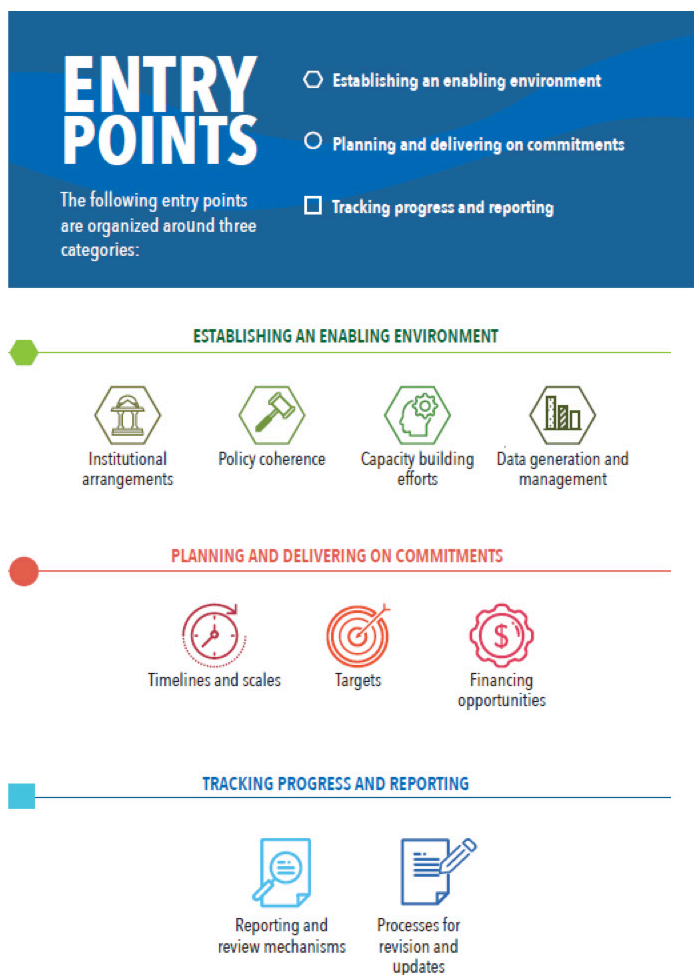 ENTRY
POINTS
The following entry points
are organized around three
categories:
Establishing an enabling environment
Planning and delivering on commitments
Tracking progress and reporting
ESTABLISHING AN ENABLING ENVIRONMENT
Institutional
arrangements
Policy coherence
Capacity building
efforts
Data generation and
management
PLANNING AND DELIVERING ON COMMITMENTS
Timelines and scales
Targets
$
Financing
opportunities
TRACKING PROGRESS AND REPORTING
Reporting and
review mechanisms
Processes for
revision and
updates